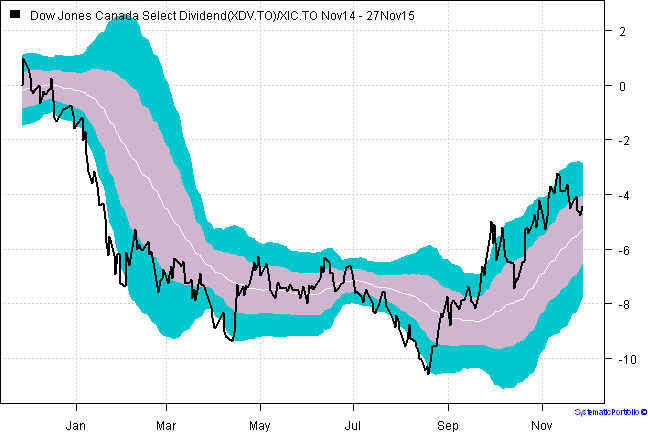 Dow Jones Canada Select Dividend(XDV.TO)/XIC.TO Nov14 - 27Nov15
2
0
-2
-4
-6
-8
-10
Jan Mar May Jul Sep Nov
SystematicPortfolio ©